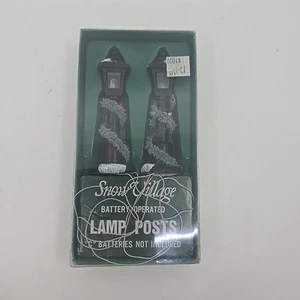 Snow Village
BATTERY OPERATED
LAMP POSTS
BATTERIES NOT INCLUDED